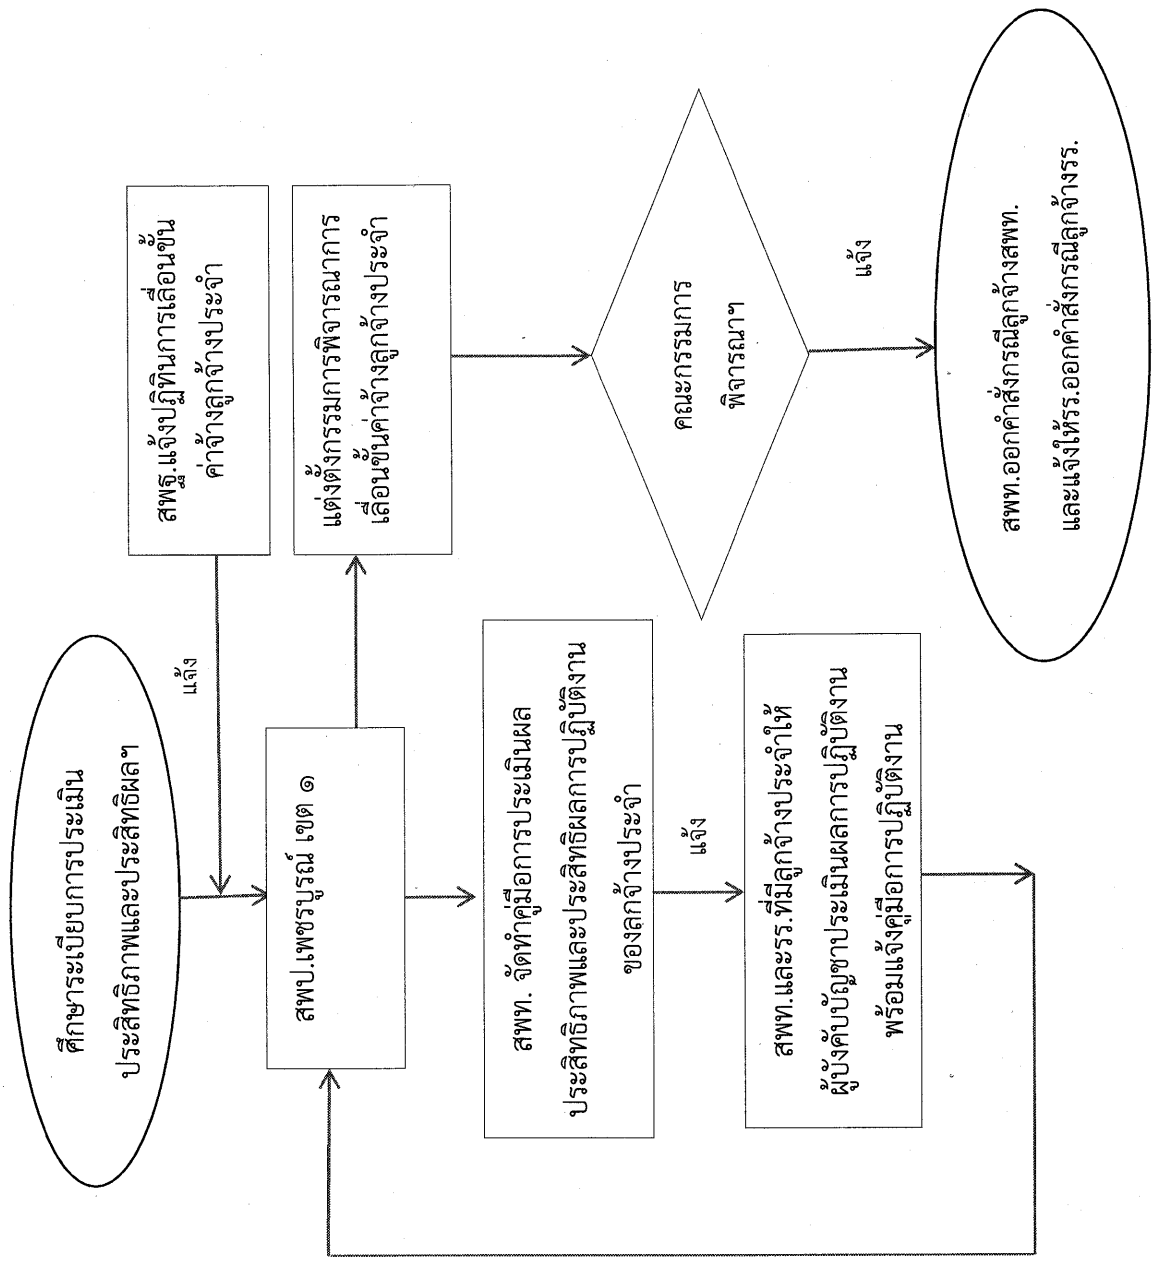 ศึกษาระเบียบการประเมิน
ประสิทธิภาพและประสิทธิผลฯ
สพฐ.แจ้งปฏิทินการเลื่อนขั้น
ค่าจ้างลูกจ้างประจำ
แจ้ง
สพป.เพชรบูรณ์ เขต ๑
แต่งตั้งกรรมการพิจารณาการ
เลื่อนขั้นค่าจ้างลูกจ้างประจำ
สพท. จัดทำคู่มือการประเมินผล
ประสิทธิภาพและประสิทธิผลการปฏิบัติงาน
ของลูกจ้างประจำ
แจ้ง
สพท.และรร.ที่มีลูกจ้างประจำให้
ผู้บังคับบัญชาประเมินผลการปฏิบัติงาน
พร้อมแจ้งคู่มือการปฏิบัติงาน
คณะกรรมการ
พิจารณาฯ
แจ้ง
สพท.ออกคำสั่งกรณีลูกจ้างสพท.
และแจ้งให้รร.ออกคำสั่งกรณีลูกจ้างรร.